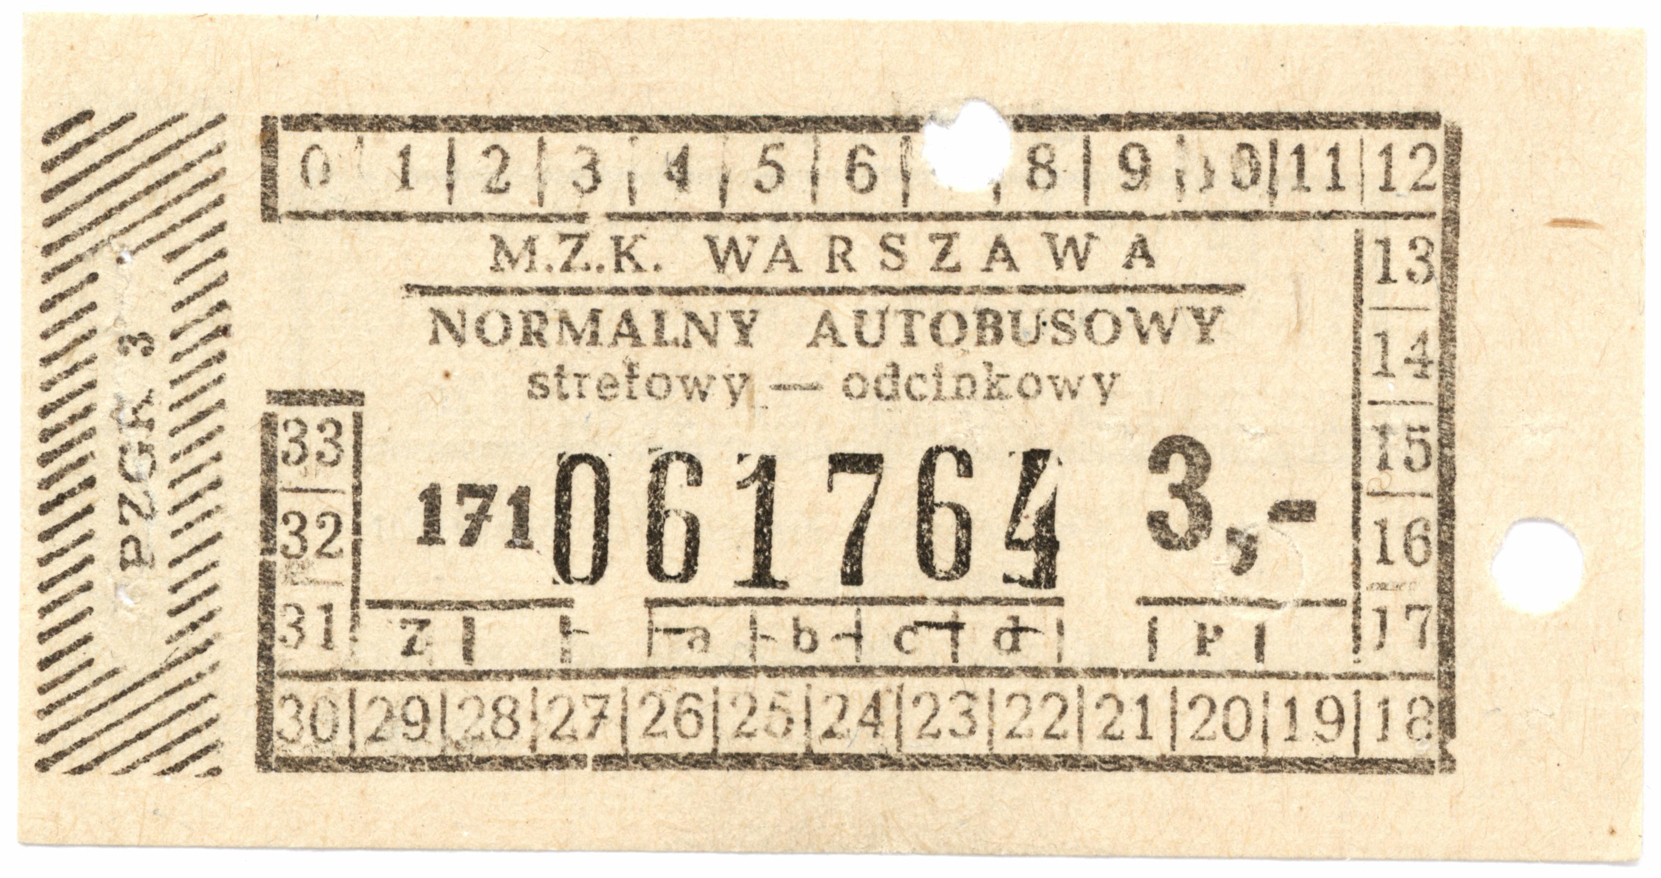 0 1 2 3 4 5 6 8 9 10 11 12
M.Z.K. WARSZAWA
13
NORMALNY AUTOBUSOWY
14
strefowy — odcinkowy
15
33
171 061764 3,-
32
16
31
Z a b c d P
17
30 29 28 27 26 25 24 23 22 21 20 19 18
PZGK 3